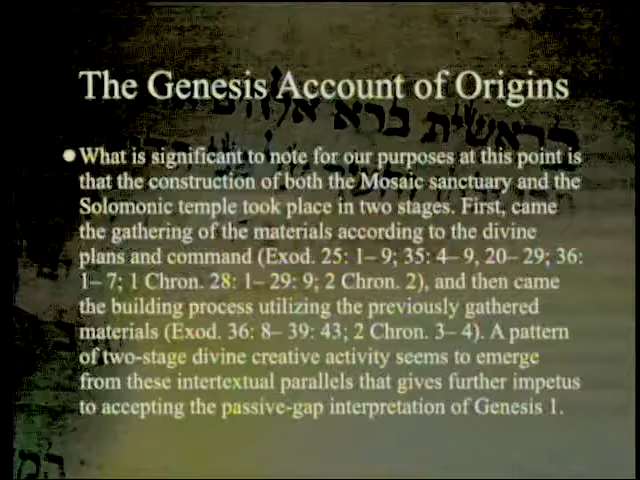 The Genesis Account of Origins
בראשית ברא אלהים
● What is significant to note for our purposes at this point is
that the construction of both the Mosaic sanctuary and the
Solomonic temple took place in two stages. First, came
the gathering of the materials according to the divine
plans and command (Exod. 25: 1– 9; 35: 4– 9, 20– 29; 36:
1– 7; 1 Chron. 28: 1– 29: 9; 2 Chron. 2), and then came
the building process utilizing the previously gathered
materials (Exod. 36: 8– 39: 43; 2 Chron. 3– 4). A pattern
of two-stage divine creative activity seems to emerge
from these intertextual parallels that gives further impetus
to accepting the passive-gap interpretation of Genesis 1.